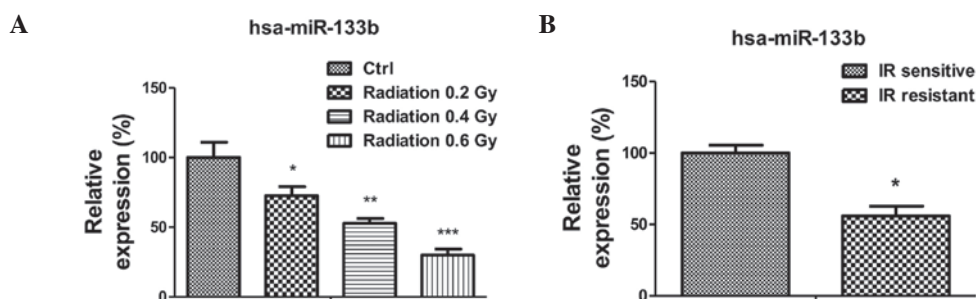 A
hsa-miR-133b
Ctrl
Radiation 0.2 Gy
Radiation 0.4 Gy
Radiation 0.6 Gy
Relative
expression (%)
150
100
50
0
*
**
***
B
hsa-miR-133b
IR sensitive
IR resistant
Relative
expression (%)
150
100
50
0
*